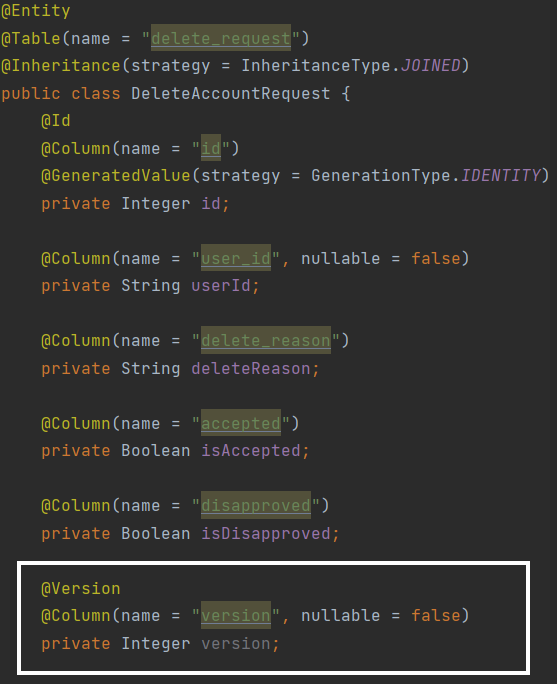 @Entity
@Table(name = "delete_request")
@Inheritance(strategy = InheritanceType.JOINED)
public class DeleteAccountRequest {
@Id
@Column(name = "id")
@GeneratedValue(strategy = GenerationType.IDENTITY)
private Integer id;
@Column(name = "user_id", nullable = false)
private String userId;
@Column(name = "delete_reason")
private String deleteReason;
@Column(name = "accepted")
private Boolean isAccepted;
@Column(name = "disapproved")
private Boolean isDisapproved;
@Version
@Column(name = "version", nullable = false)
private Integer version;